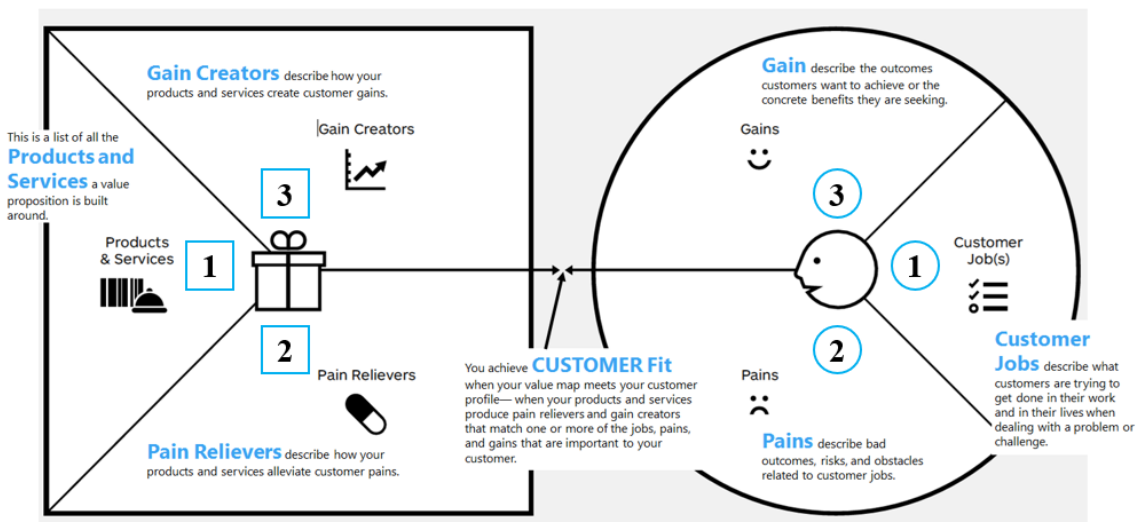 Gain Creators describe how your
products and services create customer gains.
Gain Creators
3
This is a list of all the
Products and
Services a value
proposition is built
around.
Products
& Services
1
2
Pain Relievers
Pain Relievers describe how your
products and services alleviate customer pains.
You achieve CUSTOMER Fit
when your value map meets your customer
profile— when your products and services
produce pain relievers and gain creators
that match one or more of the jobs, pains,
and gains that are important to your
customer.
Gain describe the outcomes
customers want to achieve or the
concrete benefits they are seeking.
Gains
3
1
Customer
Job(s)
2
Pains
Pains describe bad
outcomes, risks, and obstacles
related to customer jobs.
Customer
Jobs describe what
customers are trying to
get done in their work
and in their lives when
dealing with a problem or
challenge.